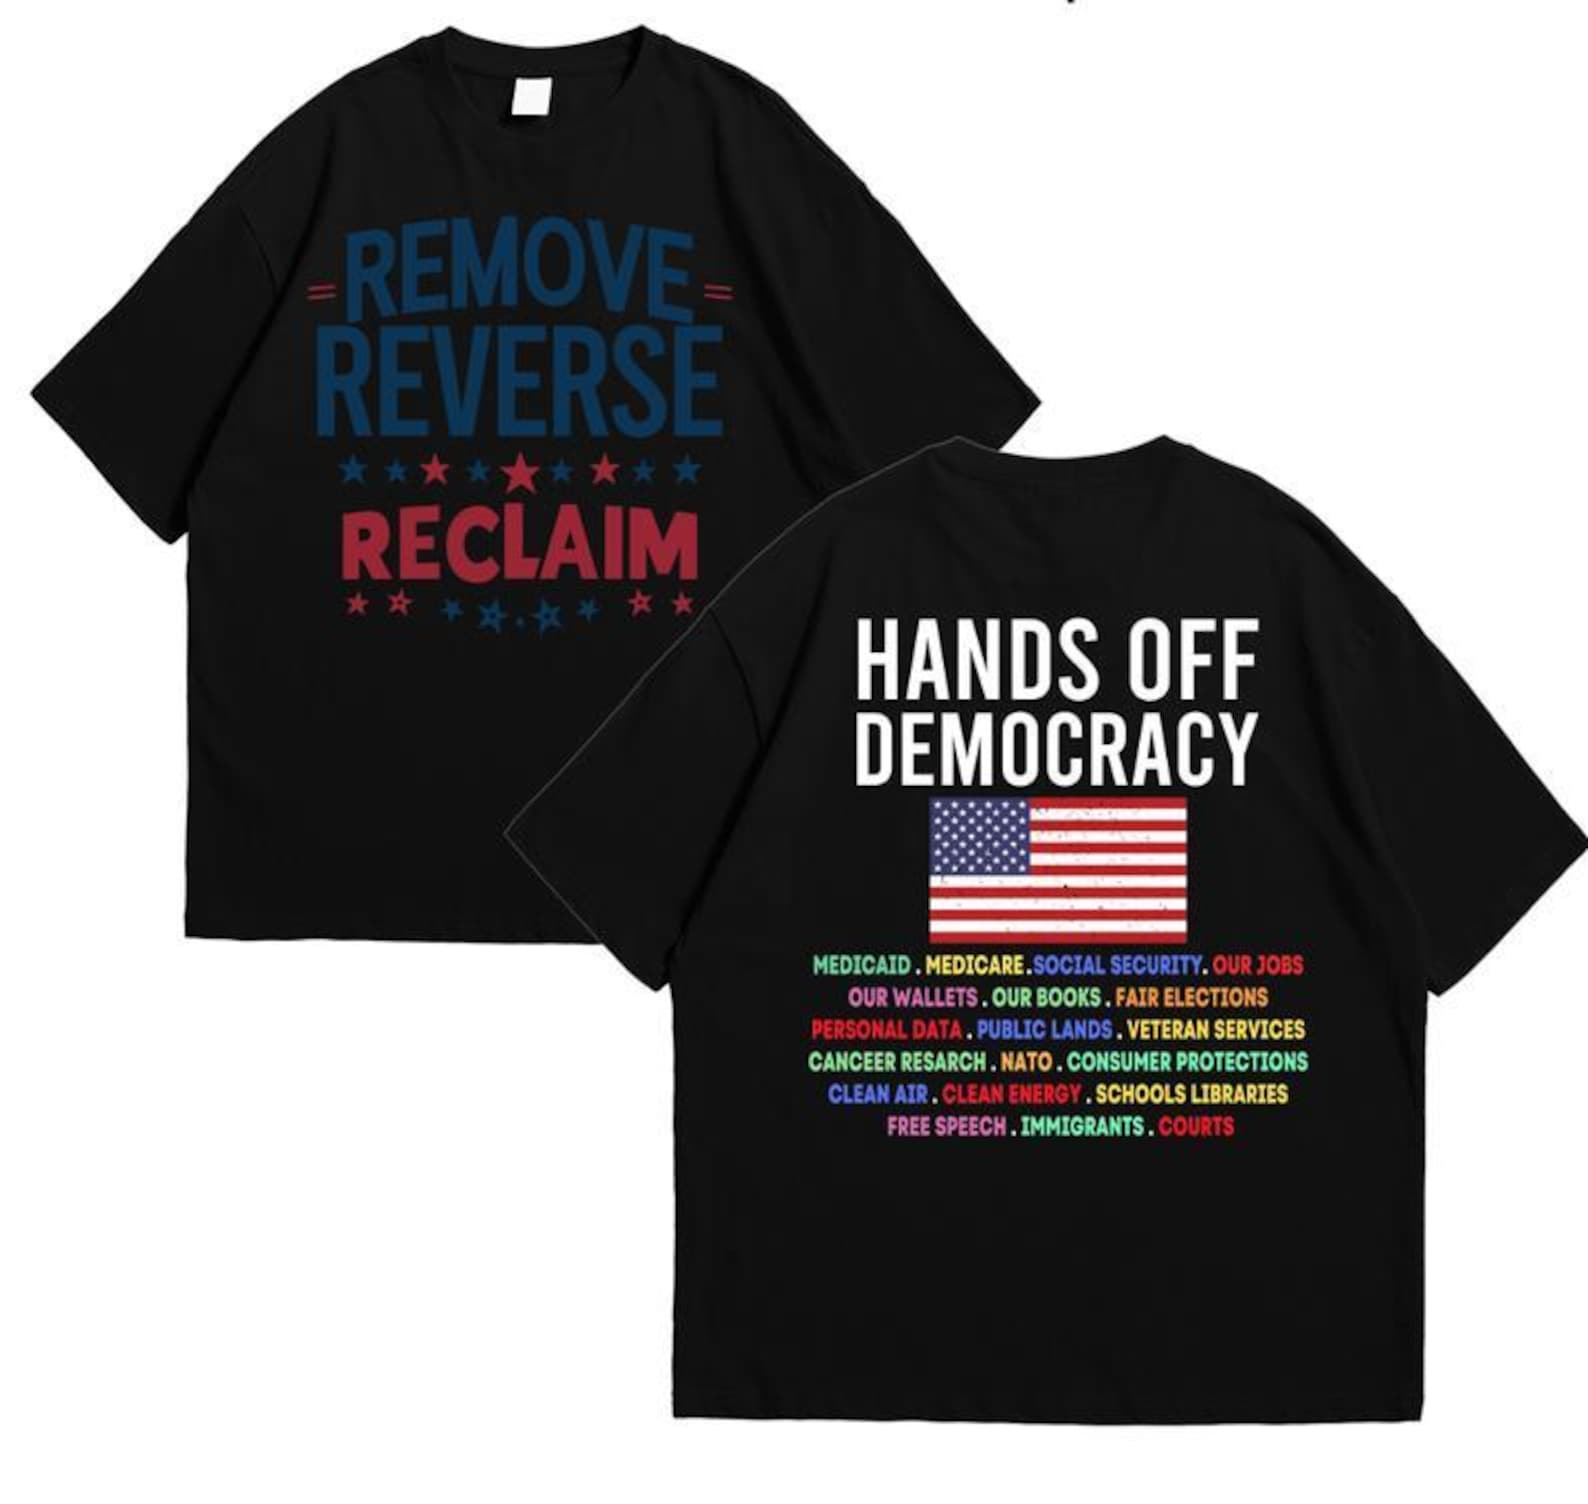 REMOVE
REVERSE
RECLAIM
HANDS OFF
DEMOCRACY
MEDICAID . MEDICARE . SOCIAL SECURITY . OUR JOBS
OUR WALLETS . OUR BOOKS . FAIR ELECTIONS
PERSONAL DATA . PUBLIC LANDS . VETERAN SERVICES
CANCEER RESARCH . NATO . CONSUMER PROTECTIONS
CLEAN AIR . CLEAN ENERGY . SCHOOLS LIBRARIES
FREE SPEECH . IMMIGRANTS . COURTS